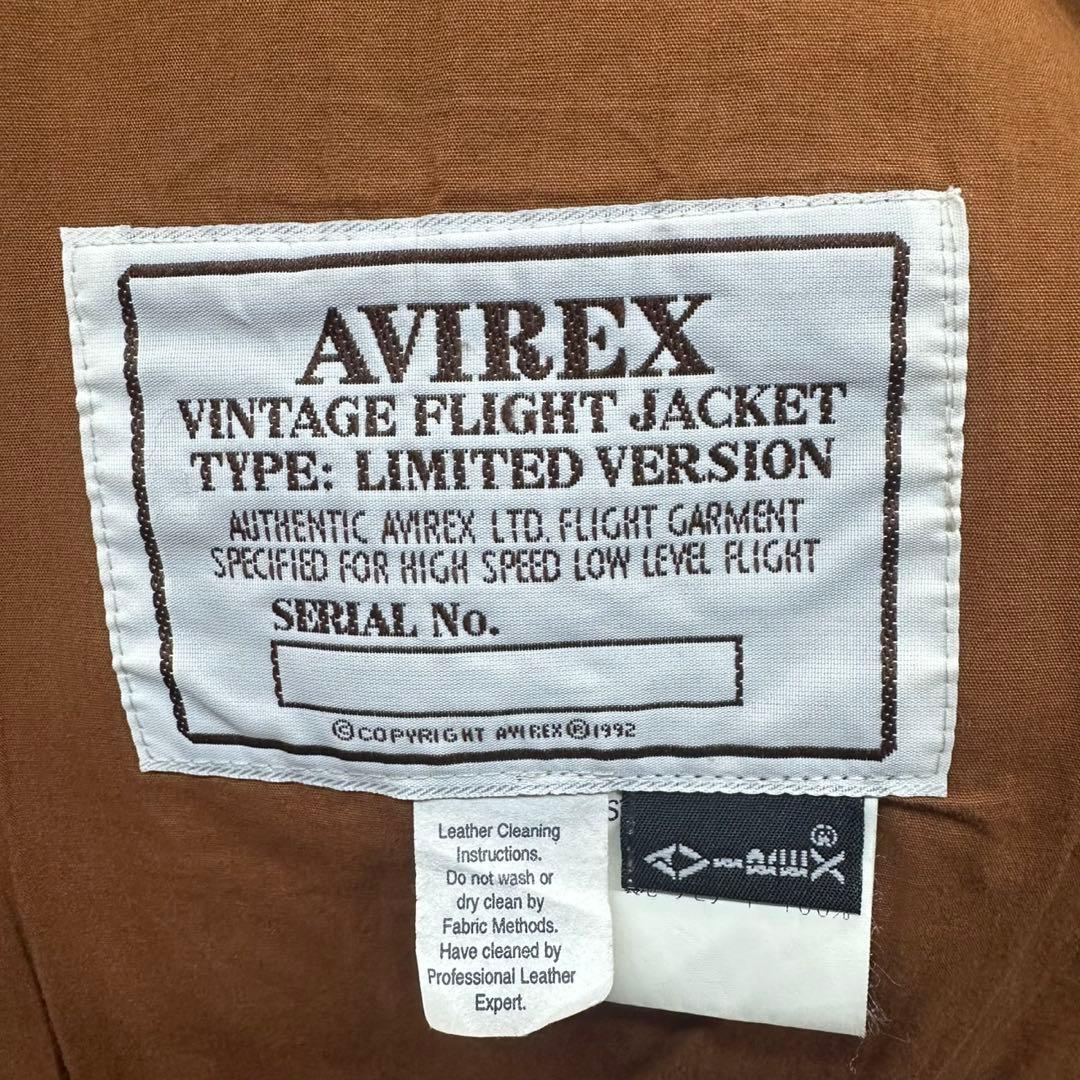 AVIREX
VINTAGE FLIGHT JACKET
TYPE: LIMITED VERSION
AUTHENTIC AVIREX LTD. FLIGHT GARMENT
SPECIFIED FOR HIGH SPEED LOW LEVEL FLIGHT
SERIAL No.
©COPYRIGHT AVIREX®1992
Leather Cleaning
Instructions.
Do not wash or
dry clean by
Fabric Methods.
Have cleaned by
Professional Leather
Expert.
100%